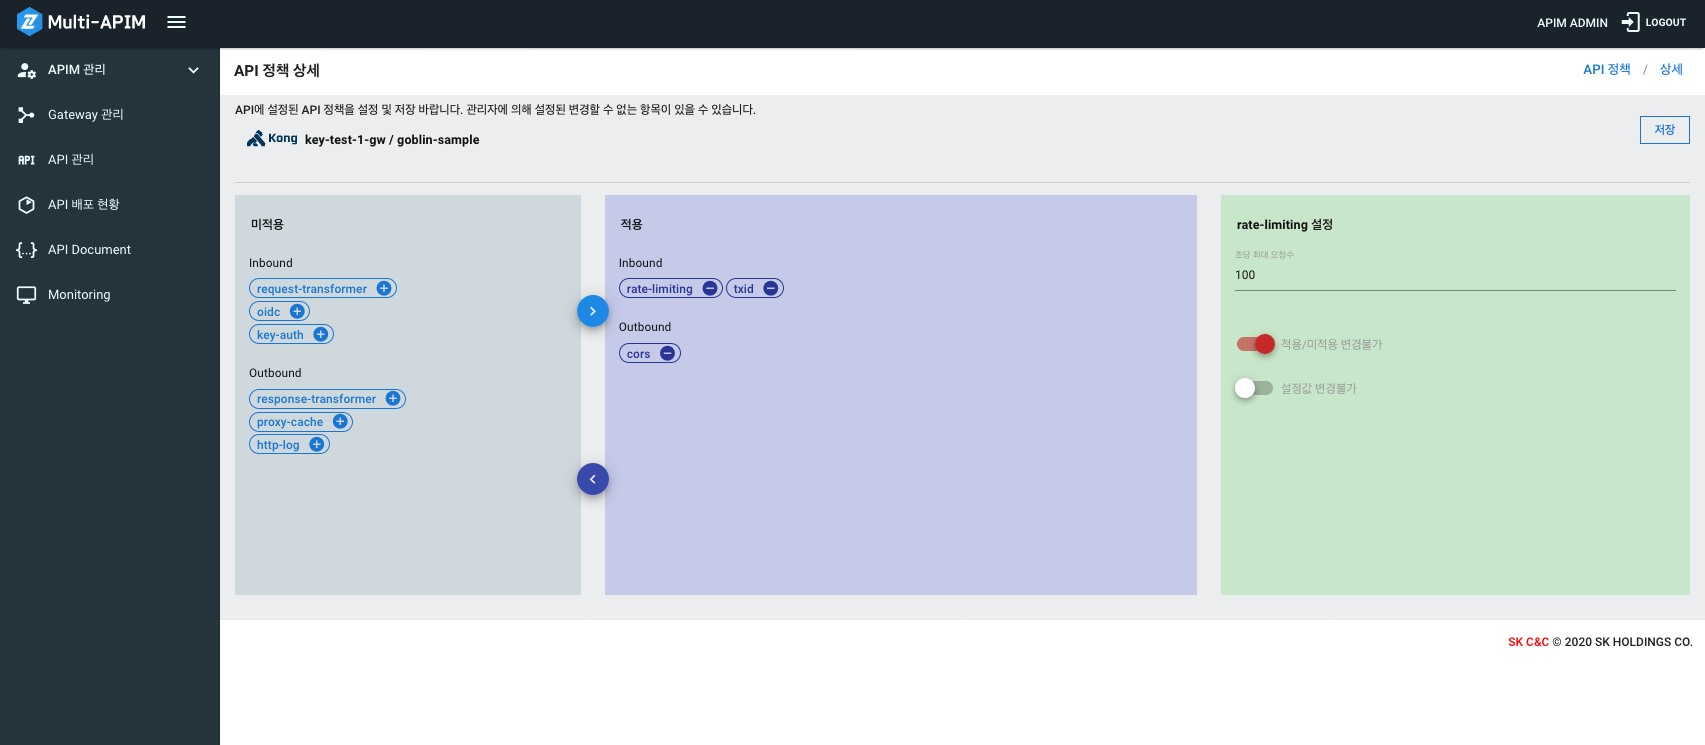 Multi-APIM
APIM ADMIN LOGOUT
APIM 관리
Gateway 관리
API 관리
API 배포 현황
API Document
Monitoring
API 정책 상세
API 정책 / 상세
API에 설정된 API 정책을 설정 및 저장 바랍니다. 관리자에 의해 설정된 변경할 수 없는 항목이 있을 수 있습니다.
Kong key-test-1-gw / goblin-sample
저장
미적용
Inbound
request-transformer
oidc
key-auth
Outbound
response-transformer
proxy-cache
http-log
적용
Inbound
rate-limiting txid
Outbound
cors
rate-limiting 설정
초당 최대 요청수
100
적용/미적용 변경불가
설정값 변경불가
SK C&C © 2020 SK HOLDINGS CO.